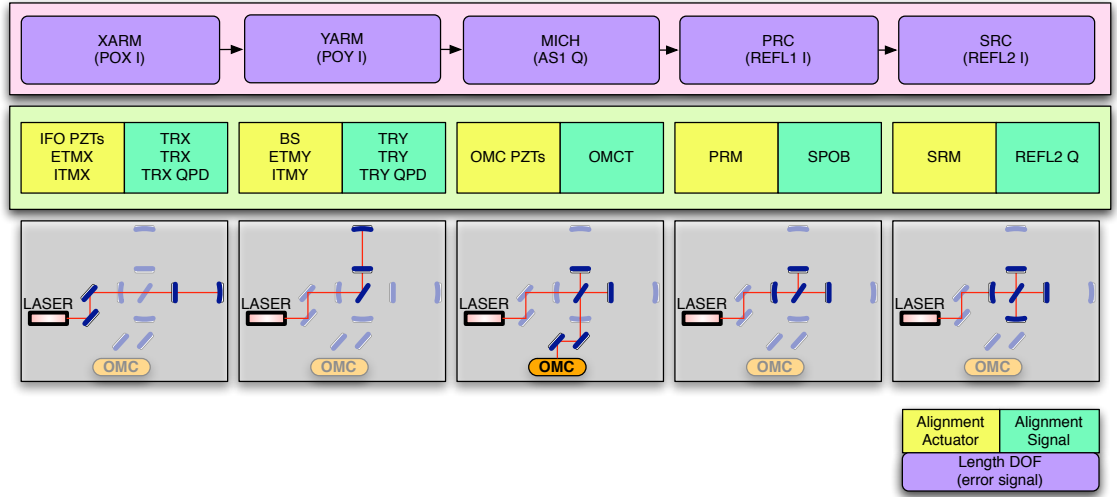 XARM
(POX I)
YARM
(POY I)
MICH
(AS1 Q)
PRC
(REFL1 I)
SRC
(REFL2 I)
IFO PZTs
ETMX
ITMX
TRX
TRX
TRX QPD
BS
ETMY
ITMY
TRY
TRY
TRY QPD
OMC PZTs
OMCT
PRM
SPOB
SRM
REFL2 Q
LASER
OMC
LASER
OMC
LASER
OMC
LASER
OMC
LASER
OMC
Alignment
Actuator
Alignment
Signal
Length DOF
(error signal)